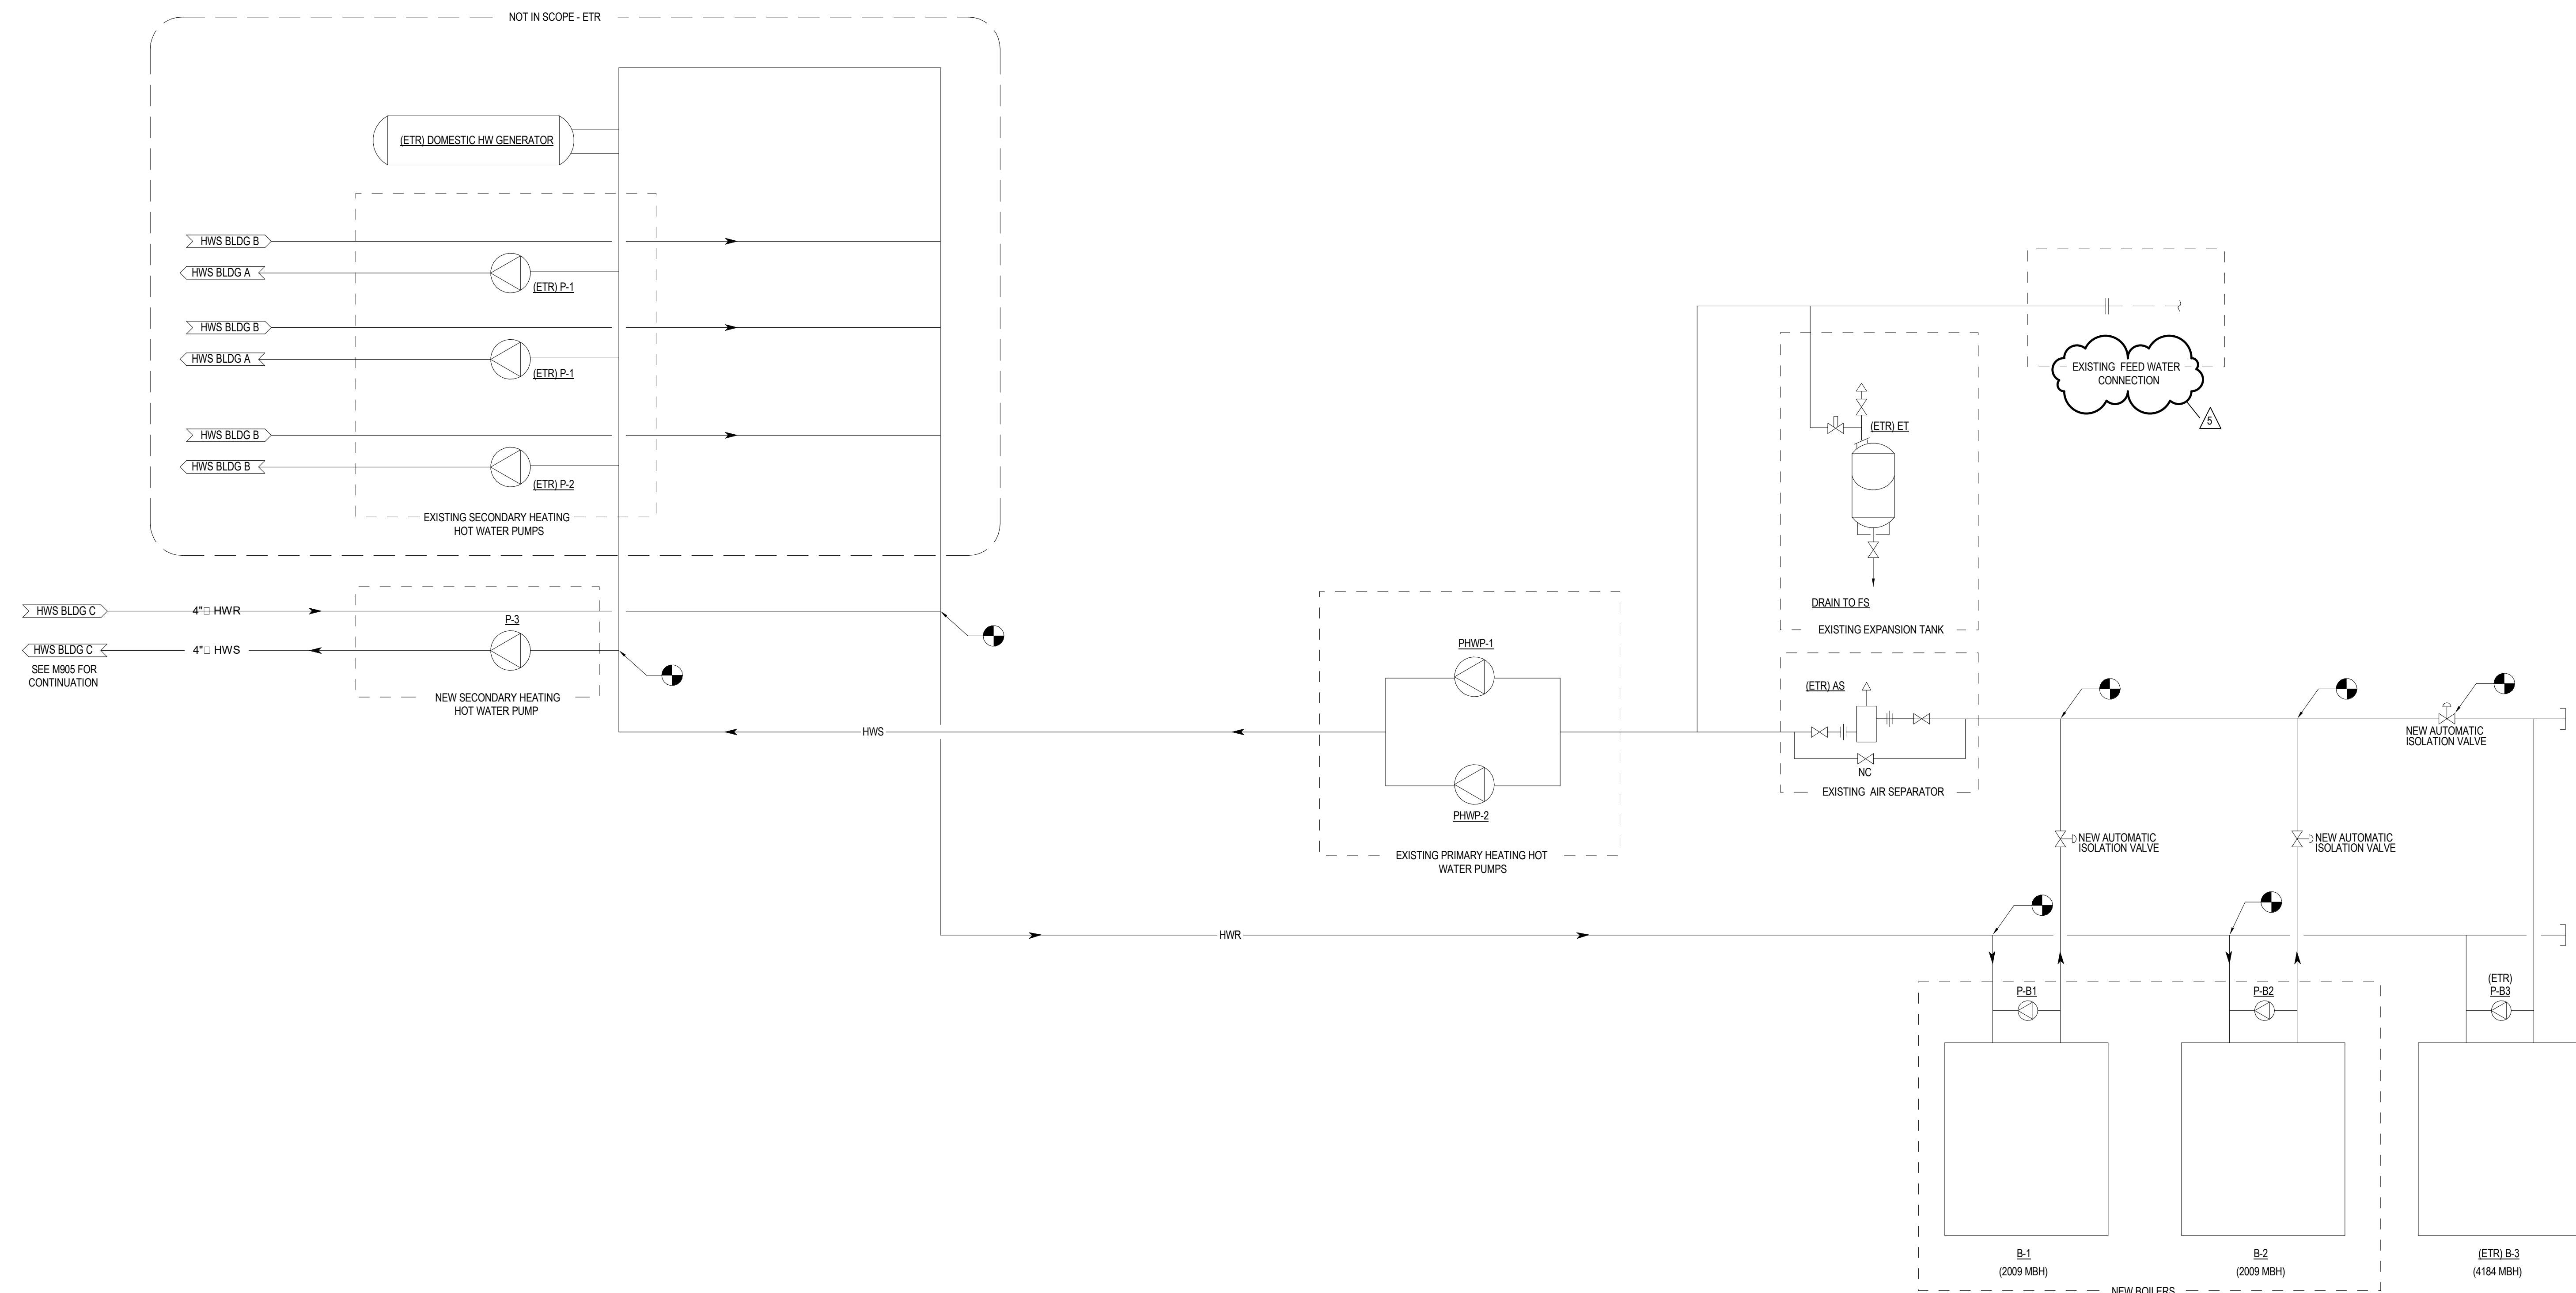 NOT IN SCOPE - ETR
(ETR) DOMESTIC HW GENERATOR
HWS BLDG B
HWS BLDG A
(ETR) P-1
HWS BLDG B
HWS BLDG A
(ETR) P-1
HWS BLDG B
HWS BLDG B
(ETR) P-2
EXISTING SECONDARY HEATING
HOT WATER PUMPS
HWS BLDG C
4"□ HWR
P-3
HWS BLDG C
4"□ HWS
SEE M905 FOR
CONTINUATION
NEW SECONDARY HEATING
HOT WATER PUMP
HWS
HWR
PHWP-1
PHWP-2
EXISTING PRIMARY HEATING HOT
WATER PUMPS
EXISTING FEED WATER
CONNECTION
5
(ETR) ET
DRAIN TO FS
EXISTING EXPANSION TANK
(ETR) AS
NC
EXISTING AIR SEPARATOR
NEW AUTOMATIC
ISOLATION VALVE
NEW AUTOMATIC
ISOLATION VALVE
NEW AUTOMATIC
ISOLATION VALVE
P-B1
P-B2
(ETR)
P-B3
B-1
(2009 MBH)
B-2
(2009 MBH)
(ETR) B-3
(4184 MBH)
NEW BOILERS